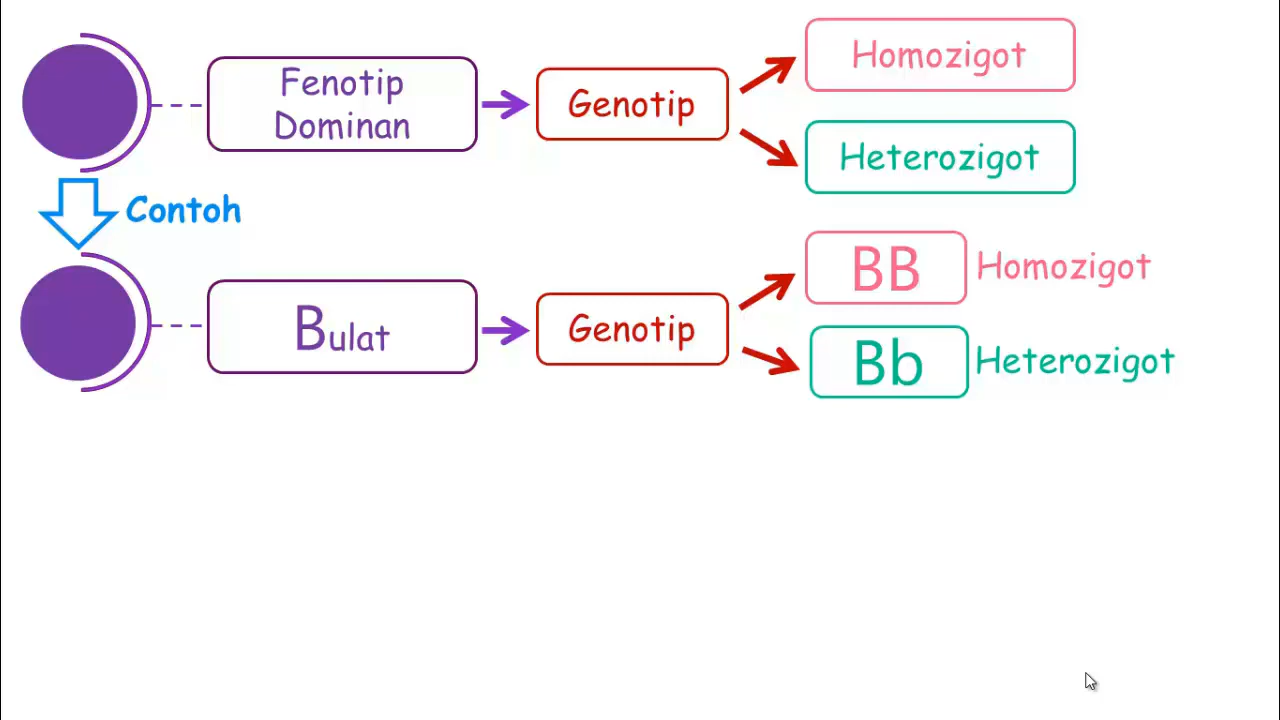 Fenotip
Dominan
Genotip
Homozigot
Heterozigot
Contoh
Bulat
Genotip
BB Homozigot
Bb Heterozigot